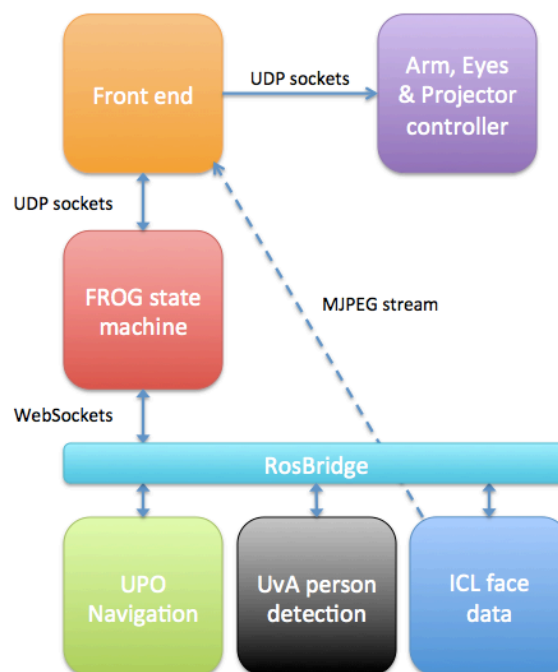 Front end
UDP sockets
Arm, Eyes
& Projector
controller
UDP sockets
FROG state
machine
MJPEG stream
WebSockets
RosBridge
UPO
Navigation
UvA person
detection
ICL face
data